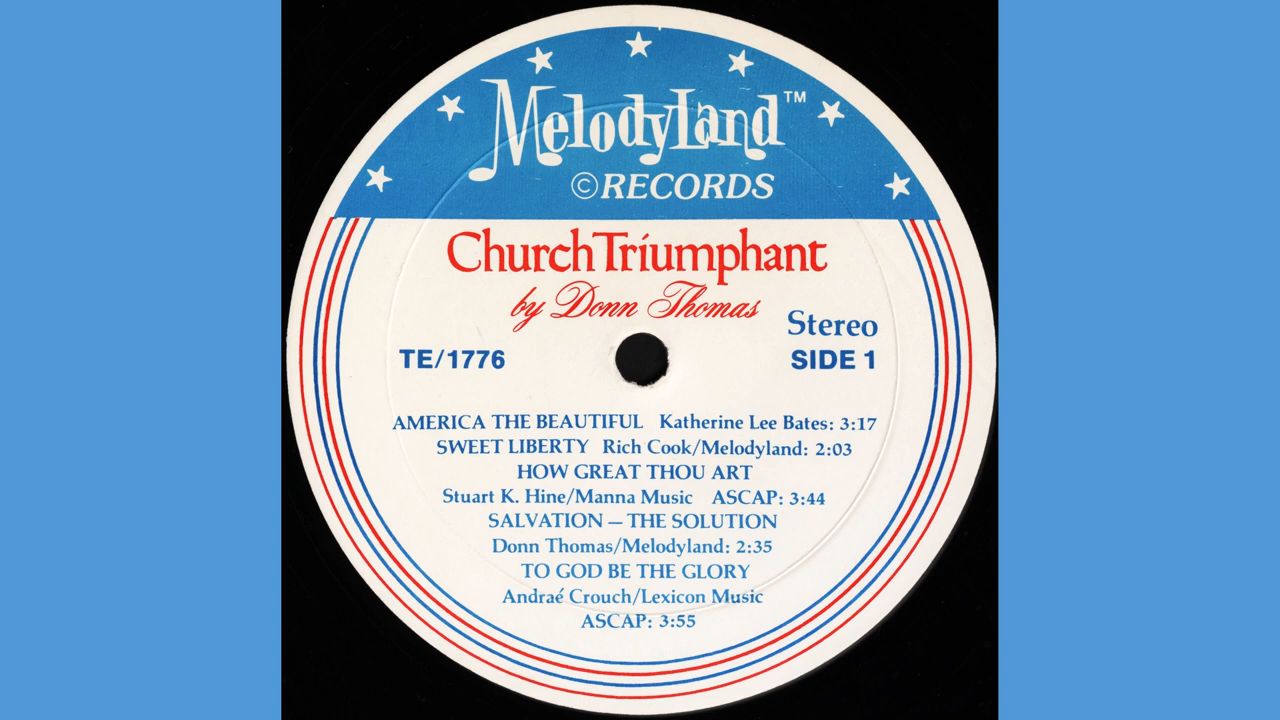 MelodyLand™
©RECORDS
Church Triumphant
by Donn Thomas
Stereo
TE/1776
SIDE 1
AMERICA THE BEAUTIFUL Katherine Lee Bates: 3:17
SWEET LIBERTY Rich Cook/Melodyland: 2:03
HOW GREAT THOU ART
Stuart K. Hine/Manna Music ASCAP: 3:44
SALVATION — THE SOLUTION
Donn Thomas/Melodyland: 2:35
TO GOD BE THE GLORY
Andraé Crouch/Lexicon Music
ASCAP: 3:55